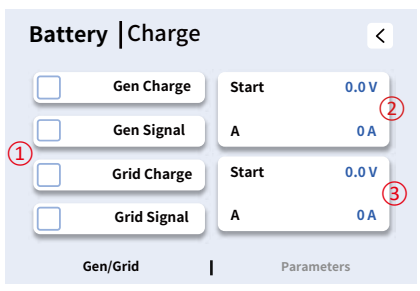 Battery | Charge
<
Gen Charge
Gen Signal
Grid Charge
Grid Signal
①
Start 0.0 V
A 0 A
②
Start 0.0 V
A 0 A
③
Gen/Grid | Parameters